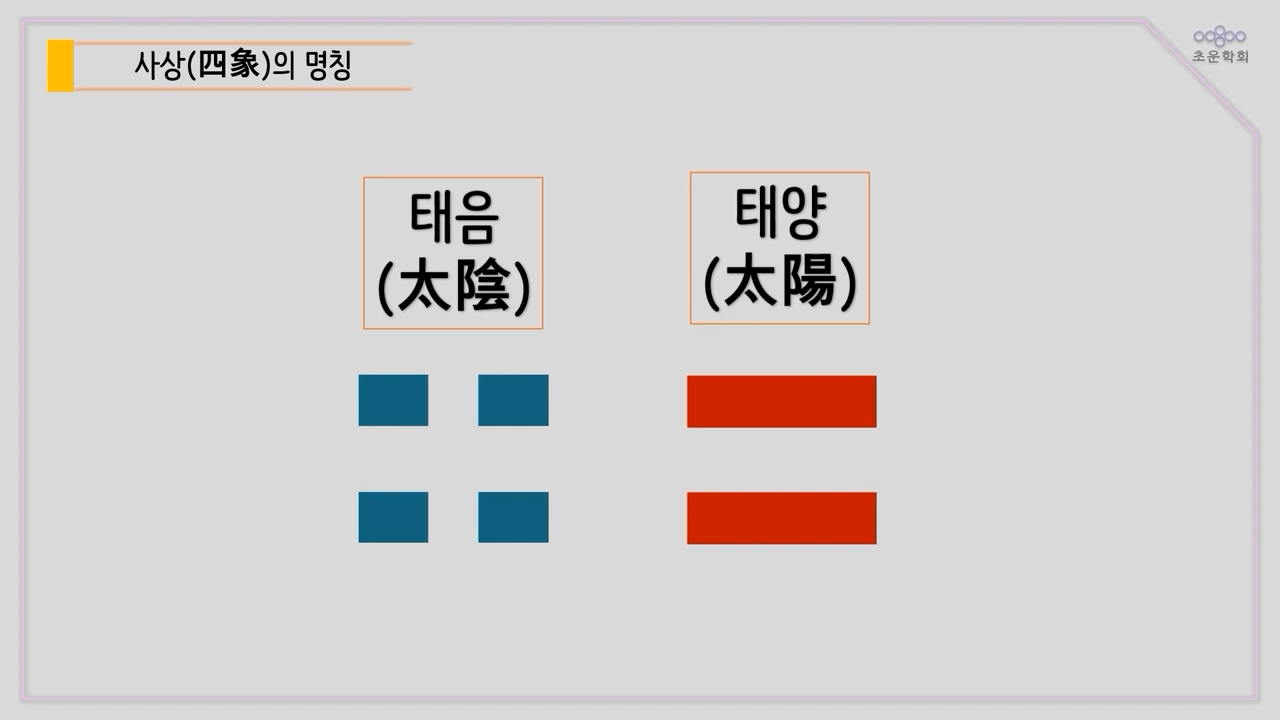 사상(四象)의 명칭
초운학회
태음
(太陰)
태양
(太陽)